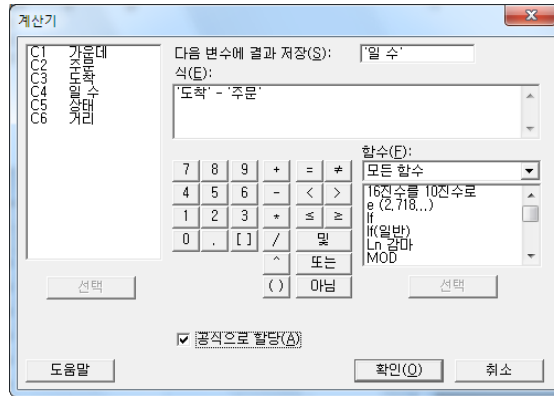 계산기
C1 가운데
C2 주문
C3 도착
C4 일 수
C5 상태
C6 거리
다음 변수에 결과 저장(S): '일 수'
식(E):
'도착' - '주문'
함수(F):
모든 함수
7 8 9 + = ≠
4 5 6 - < >
1 2 3 * ≤ ≥
0 . [ ] / 및
^ 또는
( ) 아님
16진수를 10진수로
e (2,718,,,)
If
If(일반)
Ln 감마
MOD
선택
선택
공식으로 할당(A)
도움말
확인(O)
취소